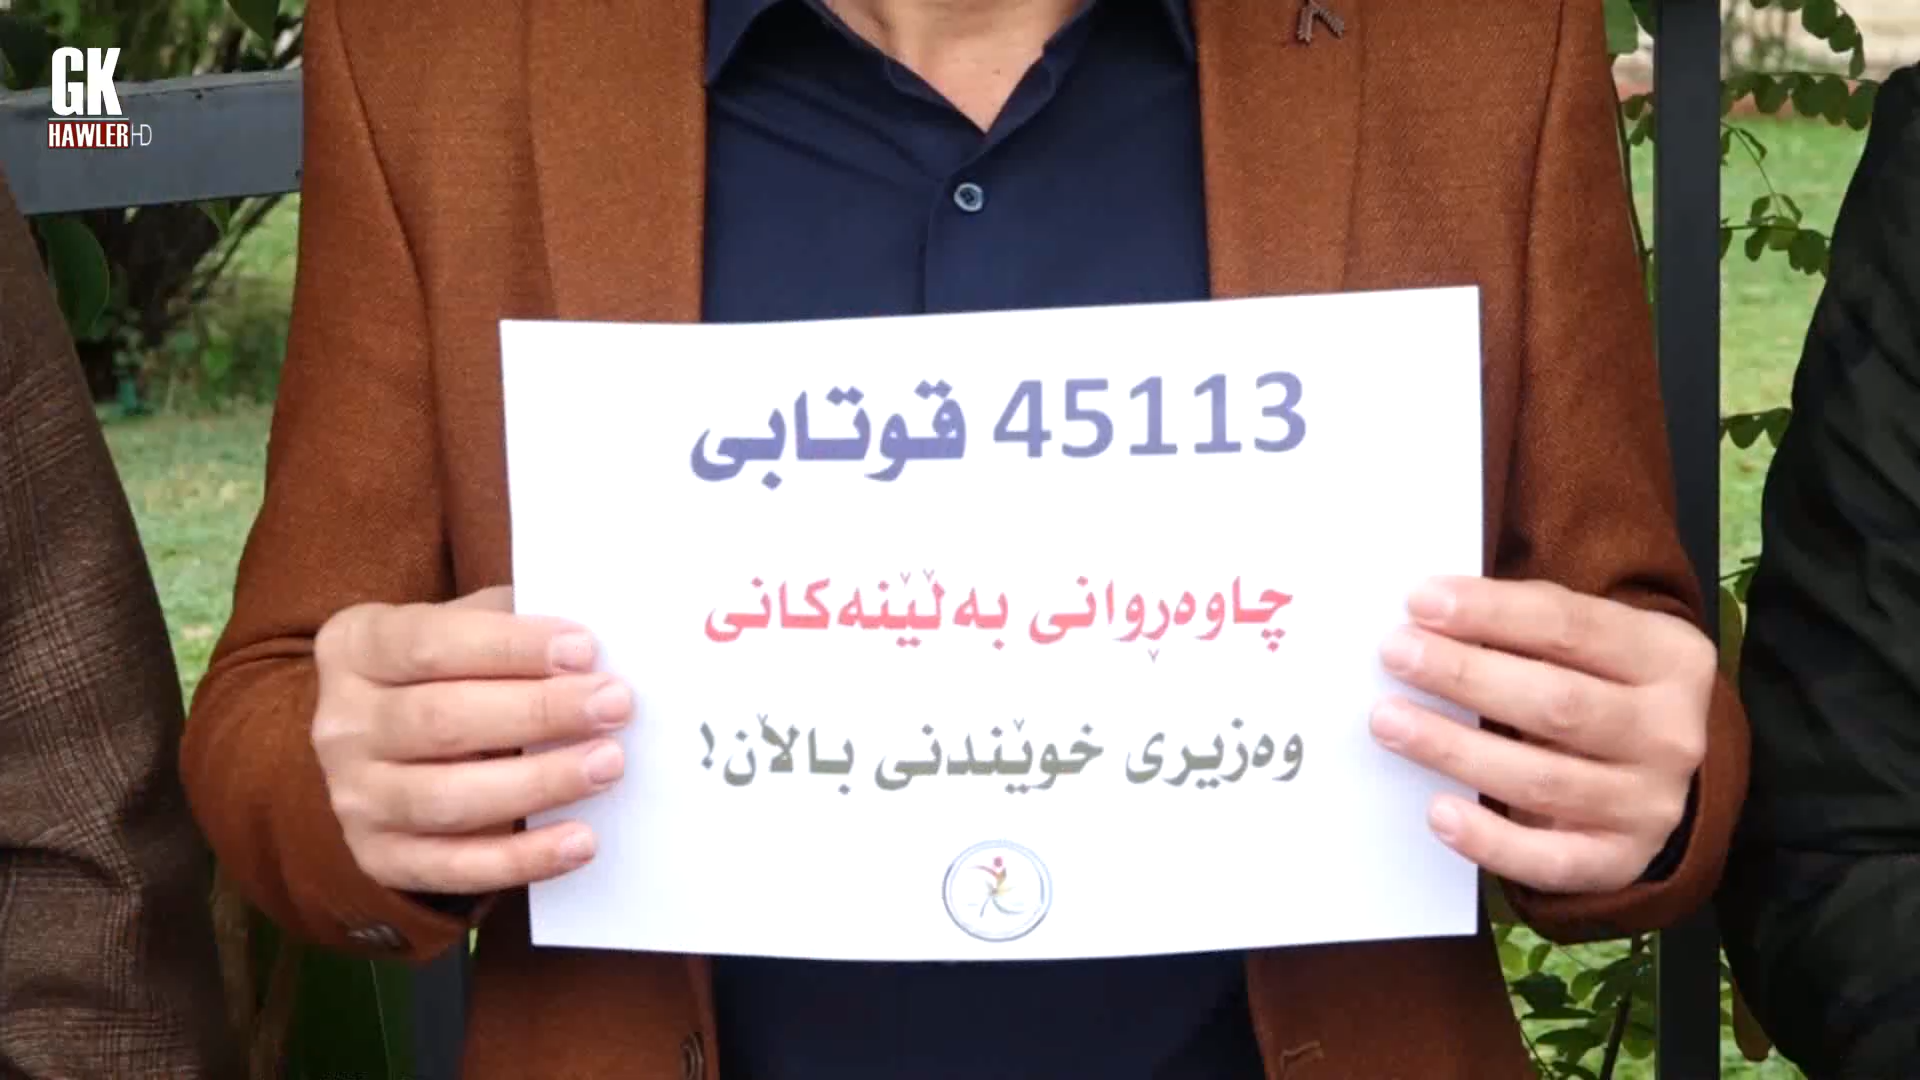 GK
HAWLER HD
45113 قوتابی
چاوەڕوانی بەڵێنەکانی
وەزیری خوێندنی باڵان!